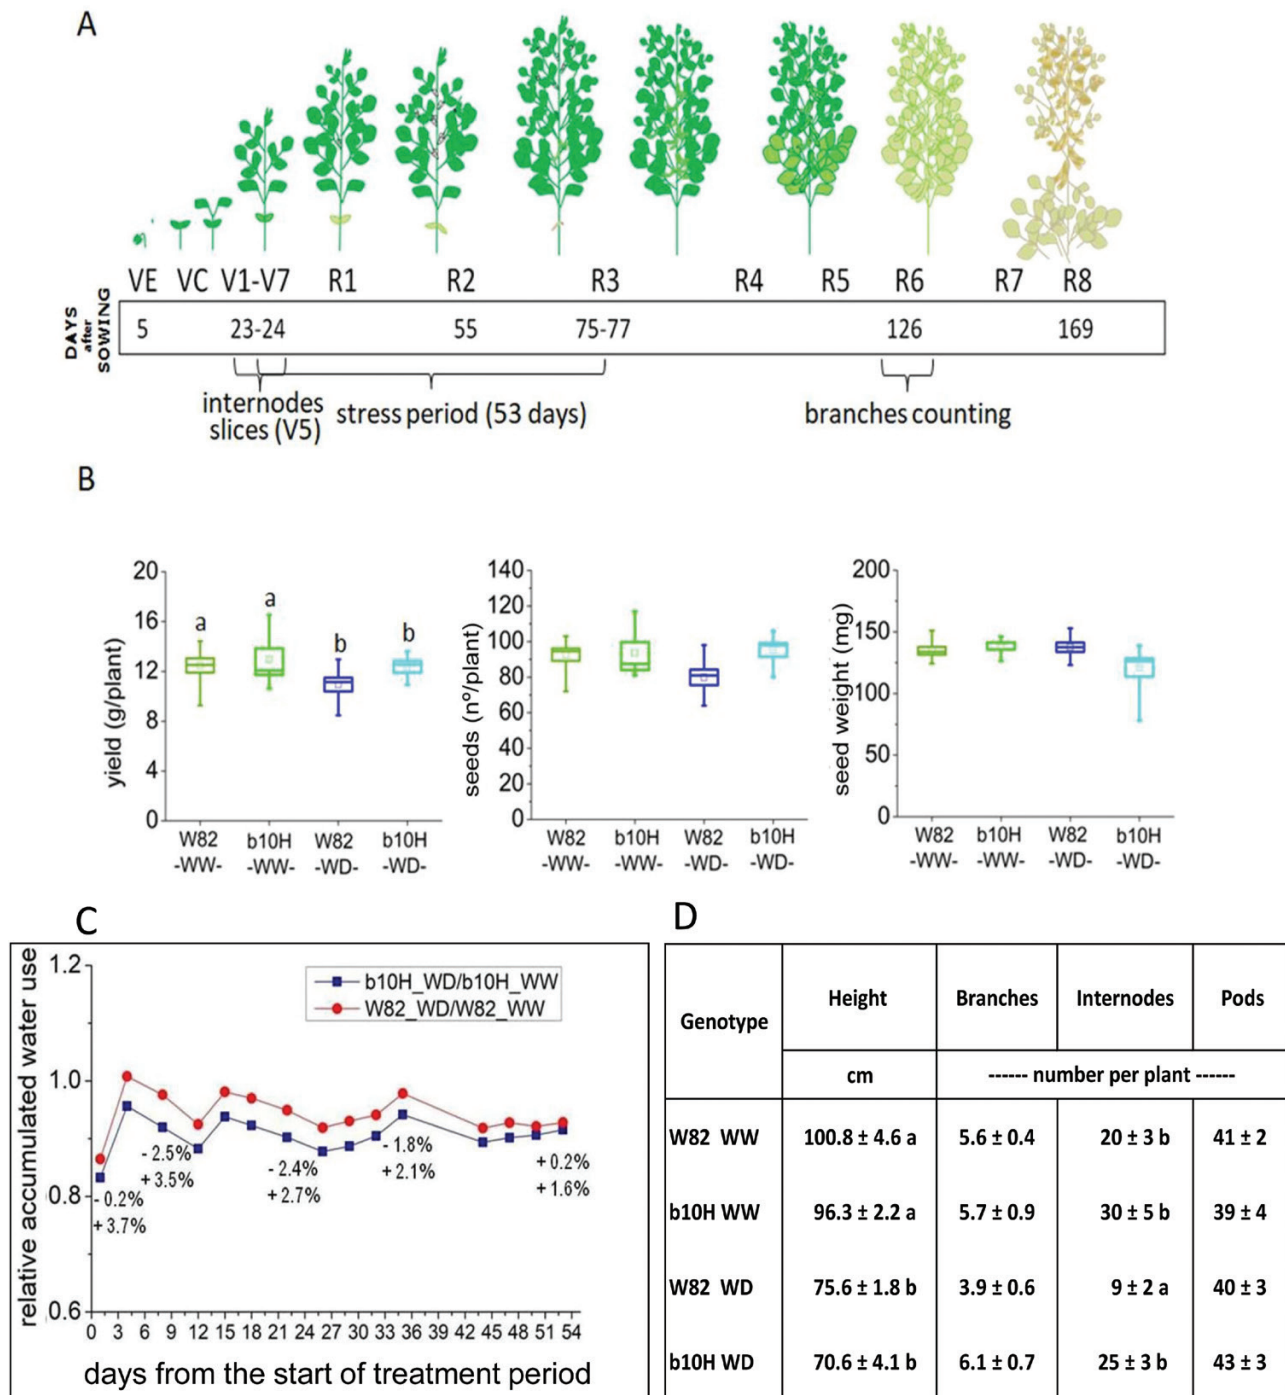 A
VE VC V1-V7 R1 R2 R3 R4 R5 R6 R7 R8
DAYS
after
SOWING
5 23-24 55 75-77 126 169
internodes
slices (V5)
stress period (53 days)
branches counting
B
yield (g/plant)
20
16
12
8
4
0
a a b b
W82 b10H W82 b10H
-WW- -WW- -WD- -WD-
seeds (nº/plant)
140
120
100
80
60
40
20
0
W82 b10H W82 b10H
-WW- -WW- -WD- -WD-
seed weight (mg)
200
150
100
50
0
W82 b10H W82 b10H
-WW- -WW- -WD- -WD-
C
relative accumulated water use
1.2
1.0
0.8
0.6
b10H_WD/b10H_WW
W82_WD/W82_WW
- 0.2%
+ 3.7%
- 2.5%
+ 3.5%
- 2.4%
+ 2.7%
- 1.8%
+ 2.1%
+ 0.2%
+ 1.6%
0 3 6 9 12 15 18 21 24 27 30 33 36 39 42 45 48 51 54
days from the start of treatment period
D
Genotype Height Branches Internodes Pods
cm ------ number per plant ------
W82 WW 100.8 ± 4.6 a 5.6 ± 0.4 20 ± 3 b 41 ± 2
b10H WW 96.3 ± 2.2 a 5.7 ± 0.9 30 ± 5 b 39 ± 4
W82 WD 75.6 ± 1.8 b 3.9 ± 0.6 9 ± 2 a 40 ± 3
b10H WD 70.6 ± 4.1 b 6.1 ± 0.7 25 ± 3 b 43 ± 3